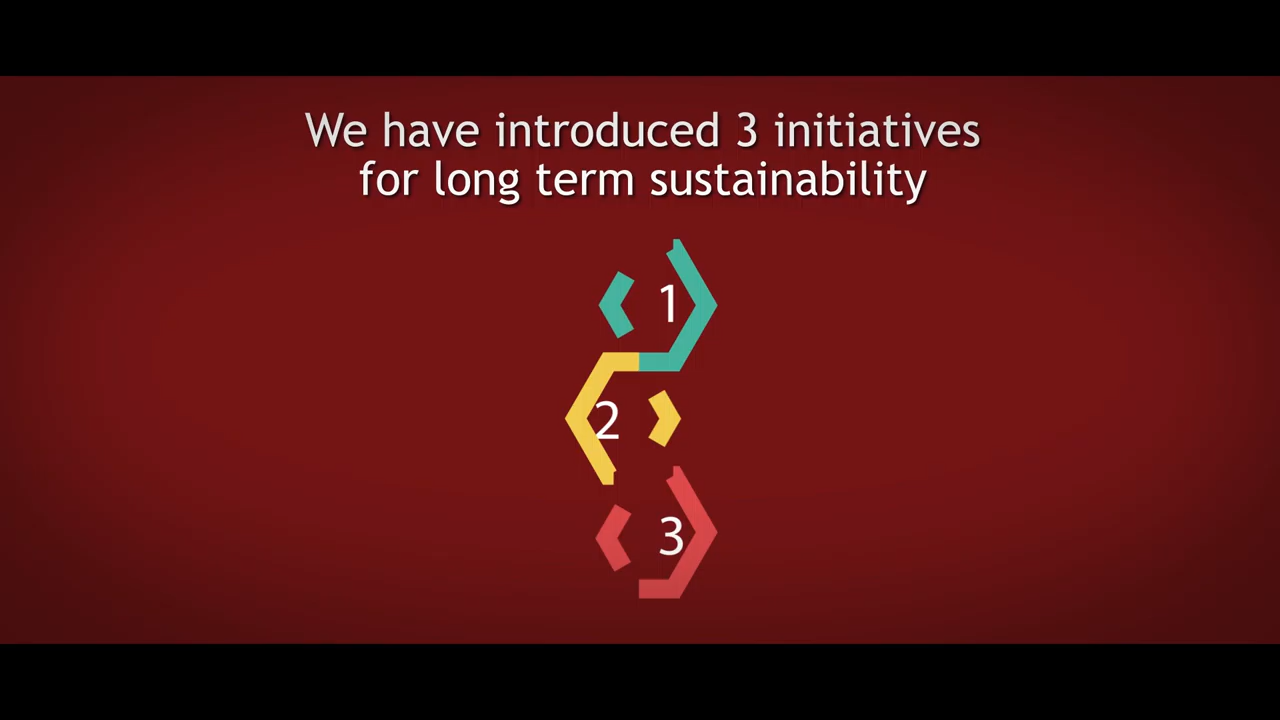 We have introduced 3 initiatives
for long term sustainability
1
2
3